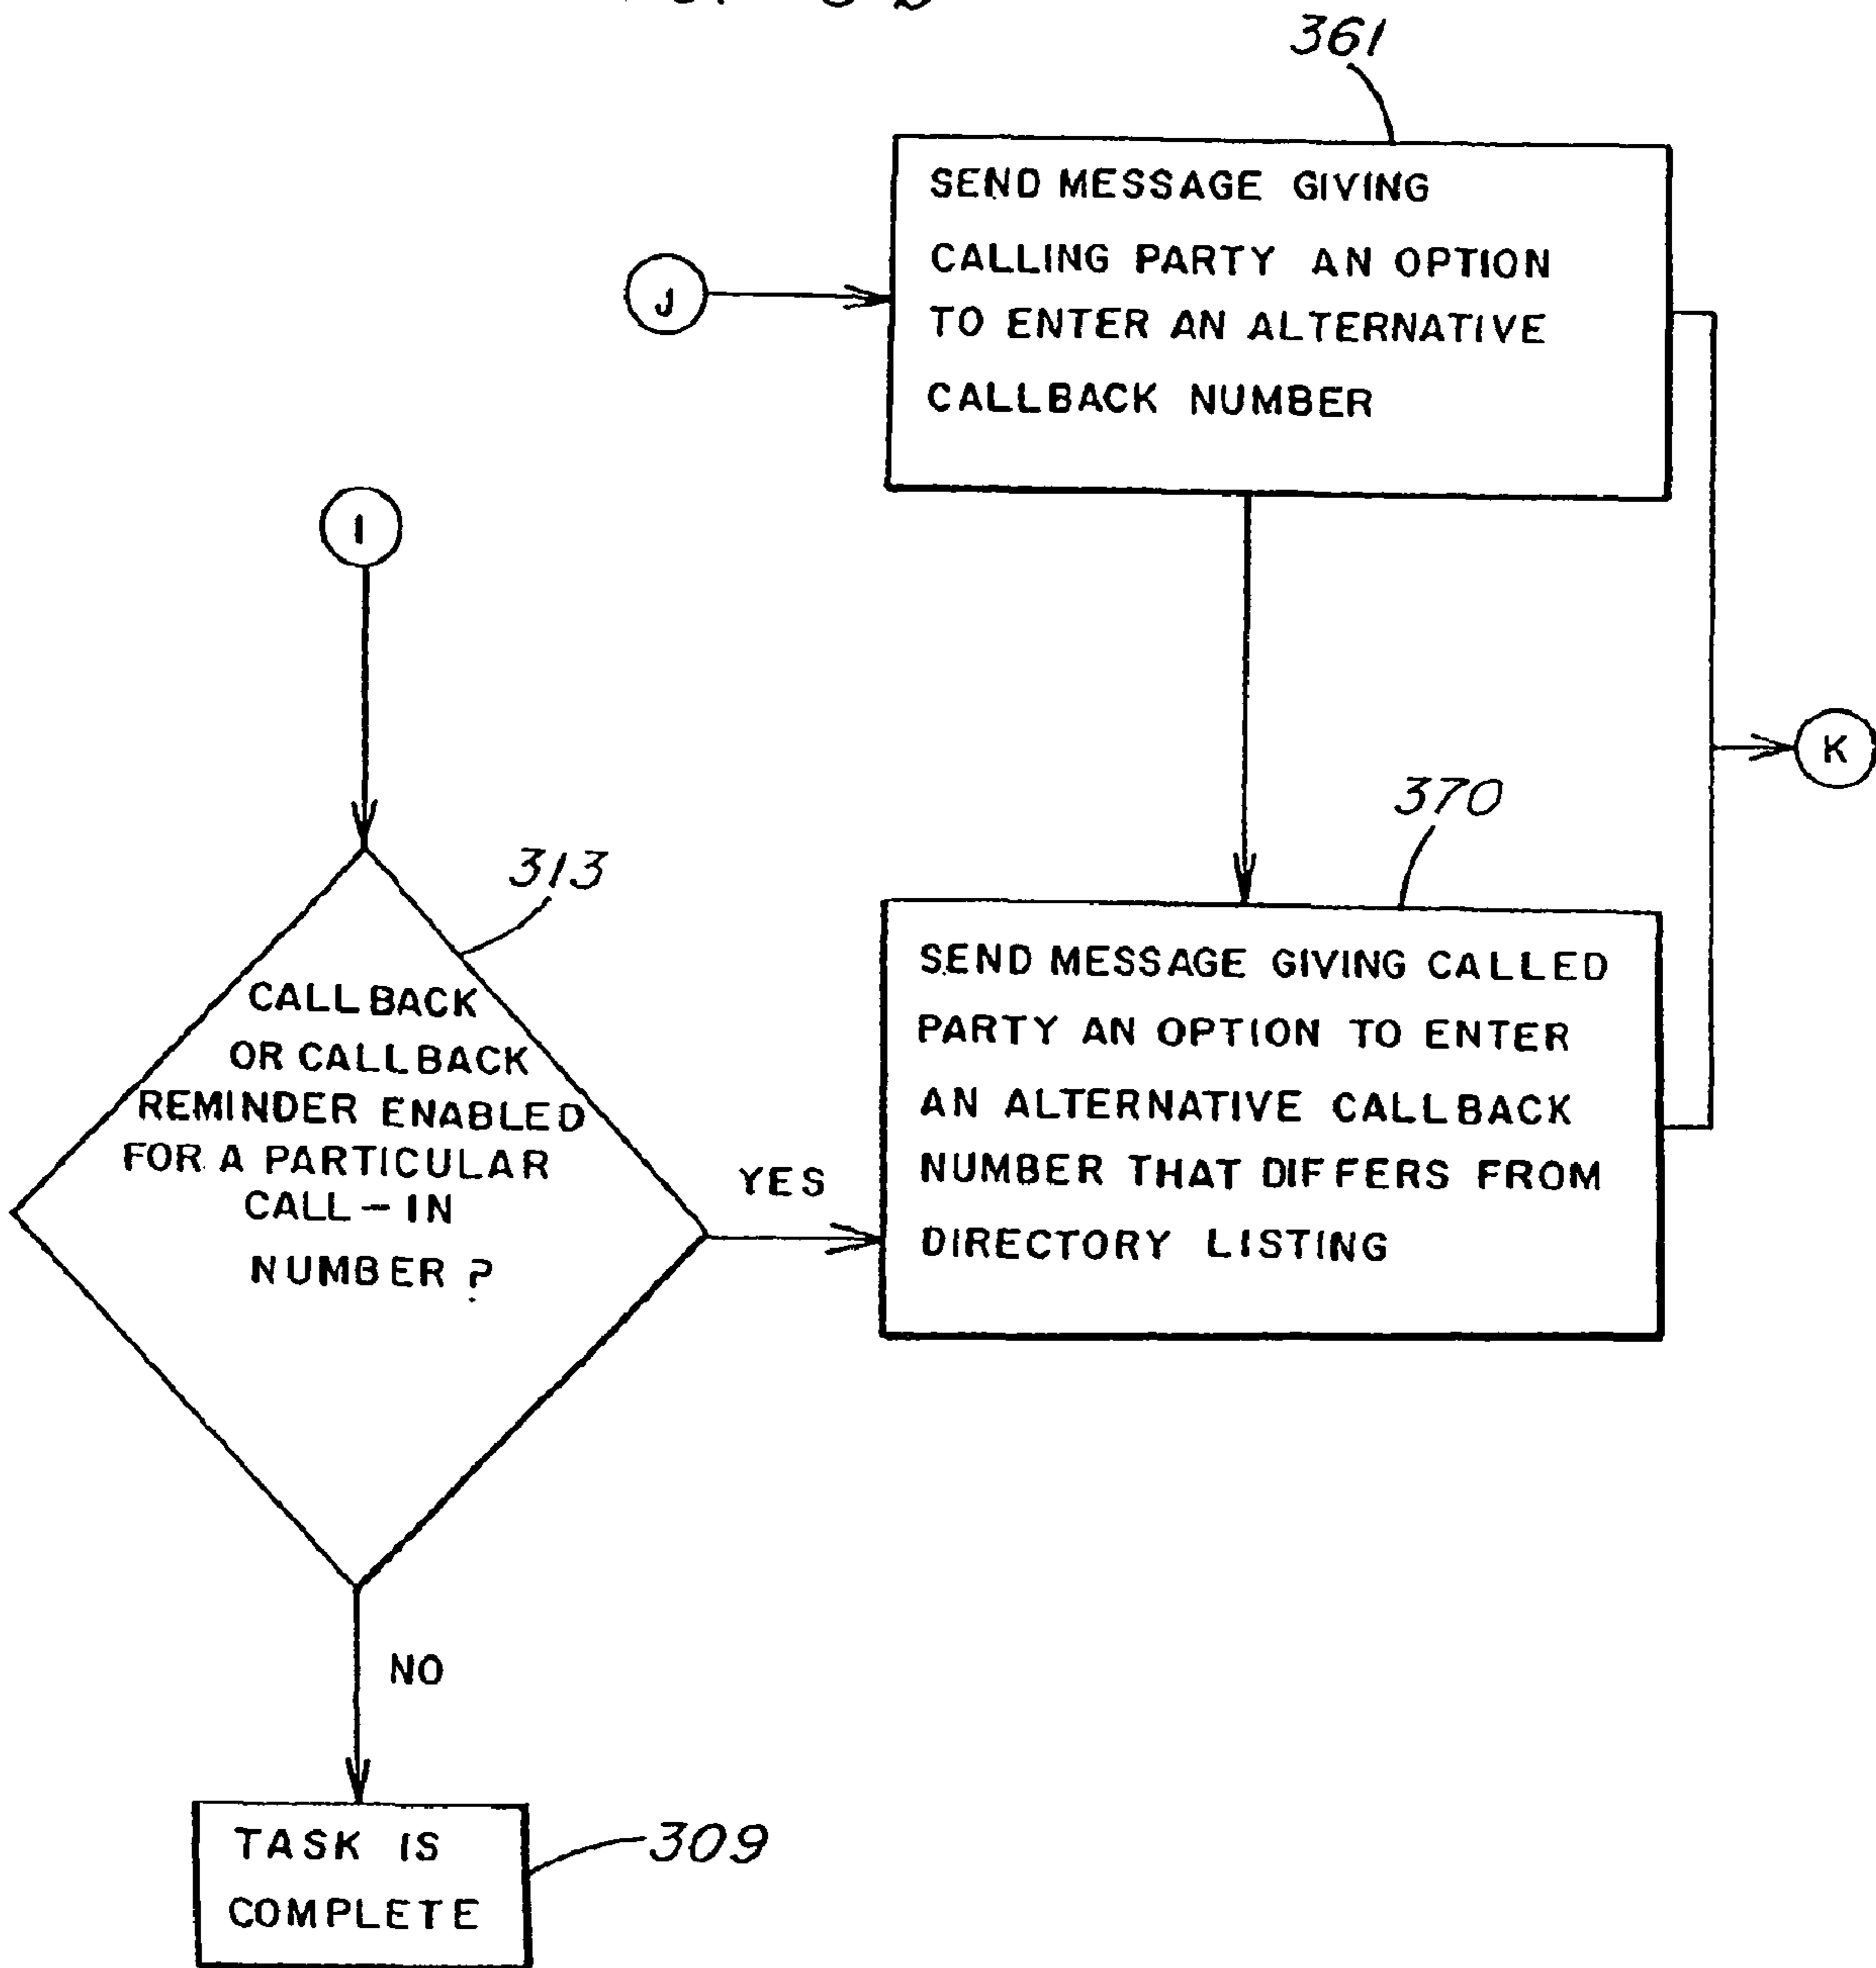 361
SEND MESSAGE GIVING
CALLING PARTY AN OPTION
TO ENTER AN ALTERNATIVE
CALLBACK NUMBER
J
I
K
370
313
SEND MESSAGE GIVING CALLED
PARTY AN OPTION TO ENTER
AN ALTERNATIVE CALLBACK
NUMBER THAT DIFFERS FROM
DIRECTORY LISTING
CALLBACK
OR CALLBACK
REMINDER ENABLED
FOR A PARTICULAR
CALL-IN
NUMBER?
YES
NO
TASK IS
COMPLETE
309